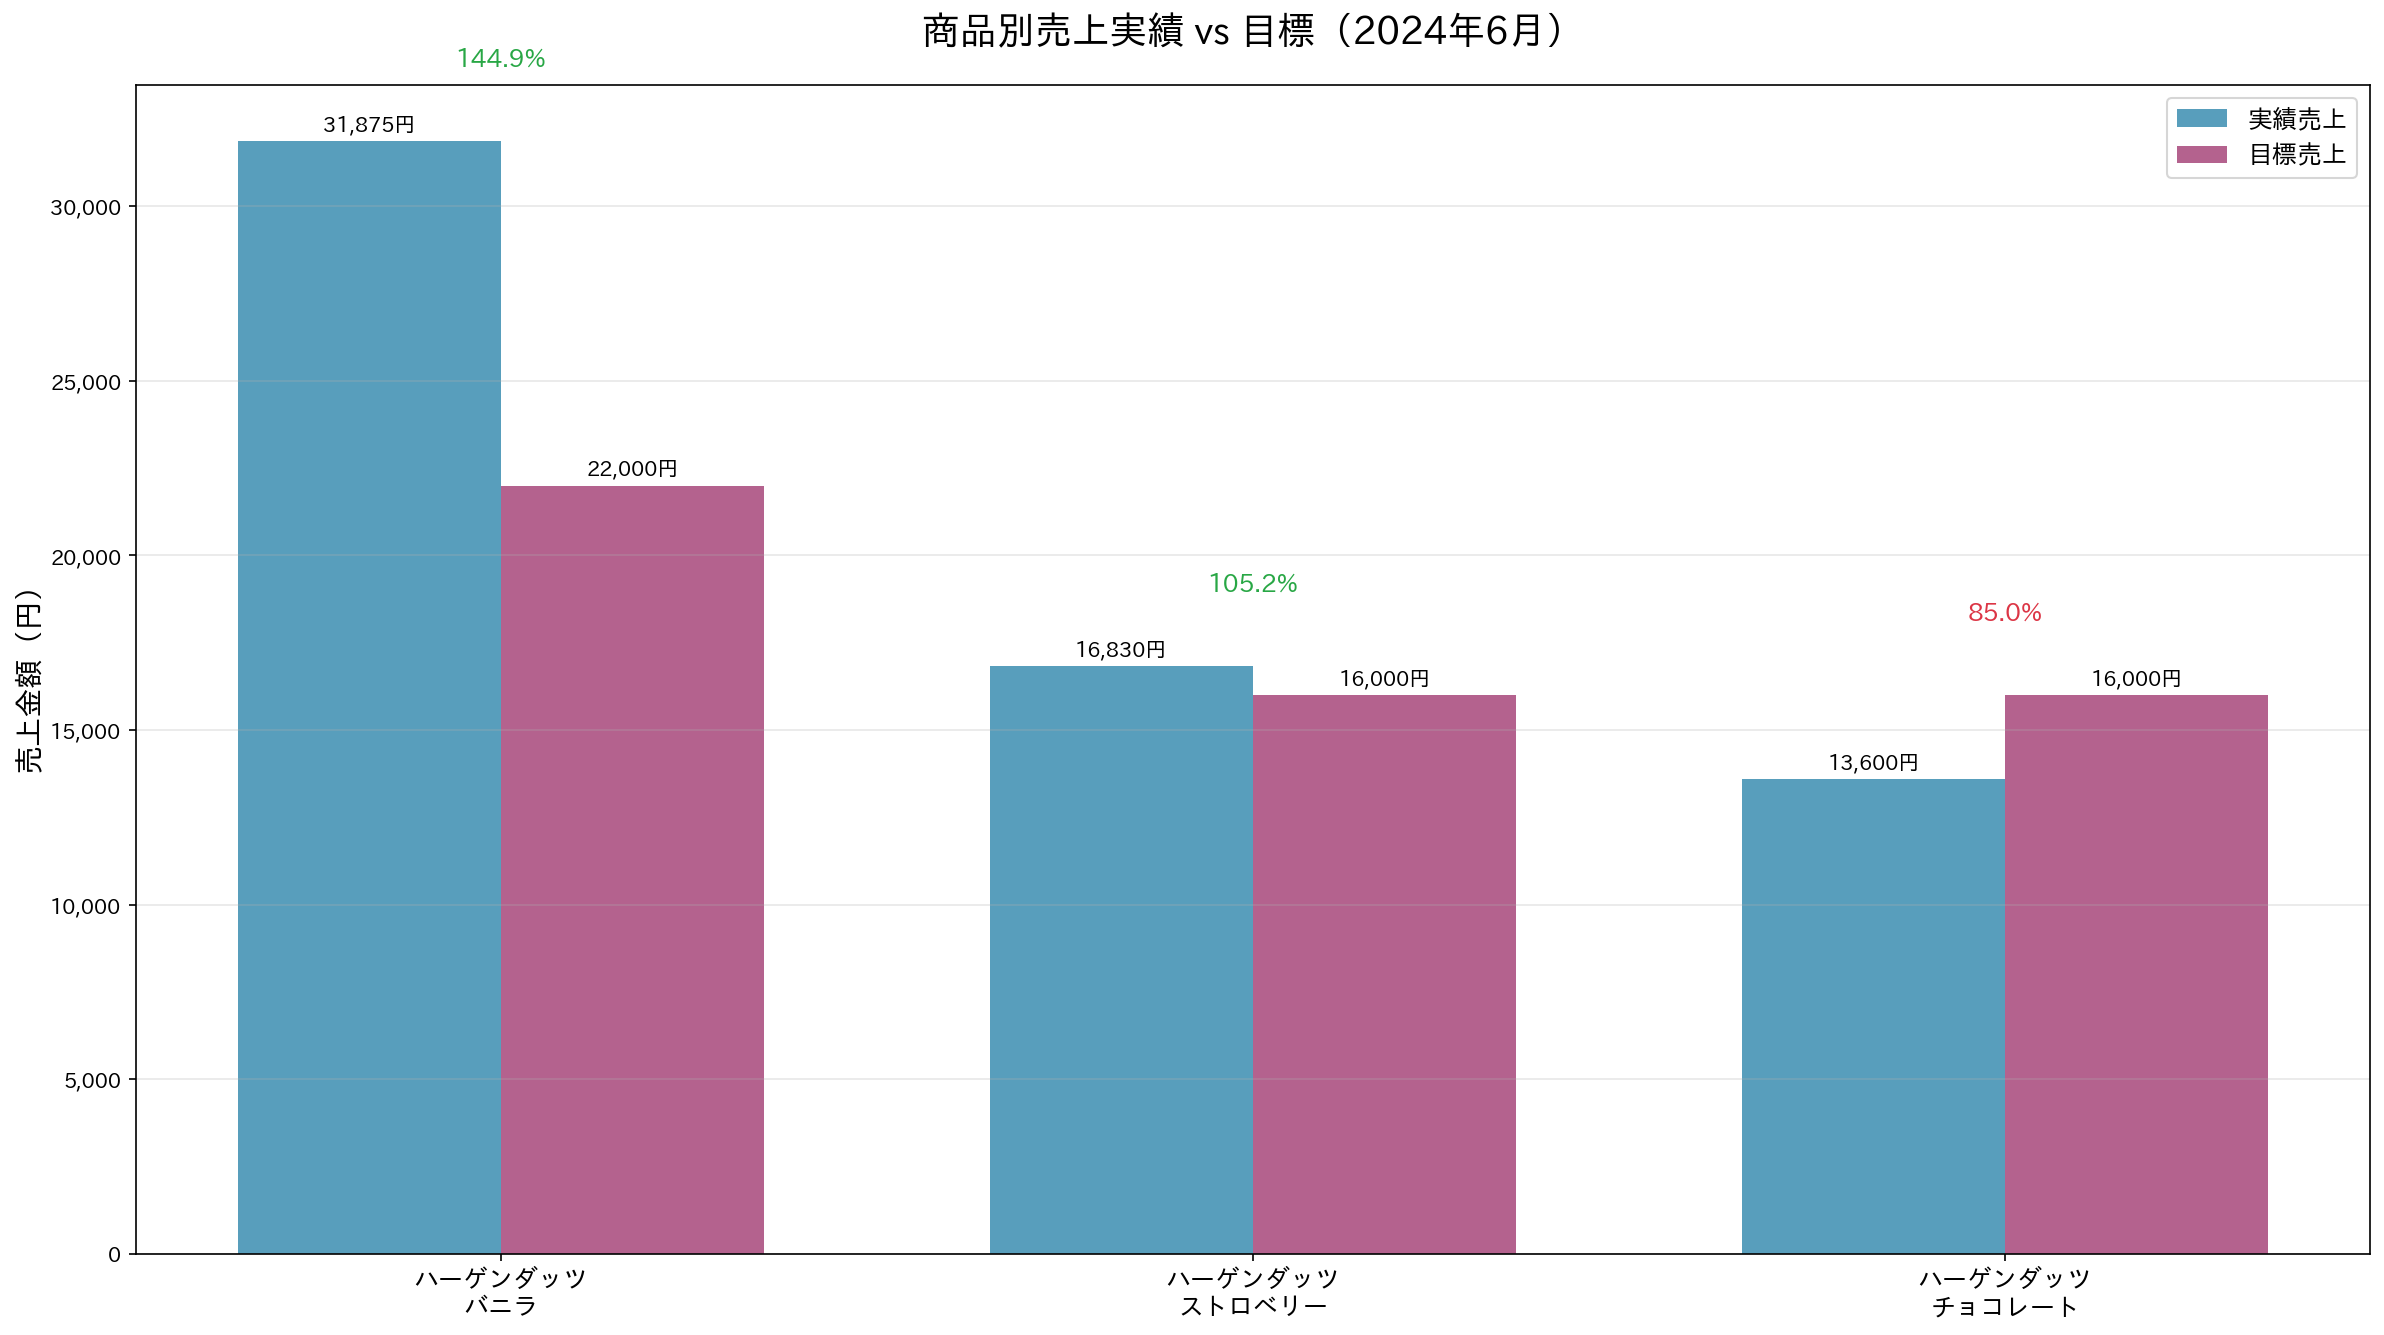 商品別売上実績 vs 目標（2024年6月）
144.9%
31,875円
22,000円
105.2%
16,830円
16,000円
85.0%
13,600円
16,000円
実績売上
目標売上
売上金額（円）
30,000
25,000
20,000
15,000
10,000
5,000
0
ハーゲンダッツ
バニラ
ハーゲンダッツ
ストロベリー
ハーゲンダッツ
チョコレート